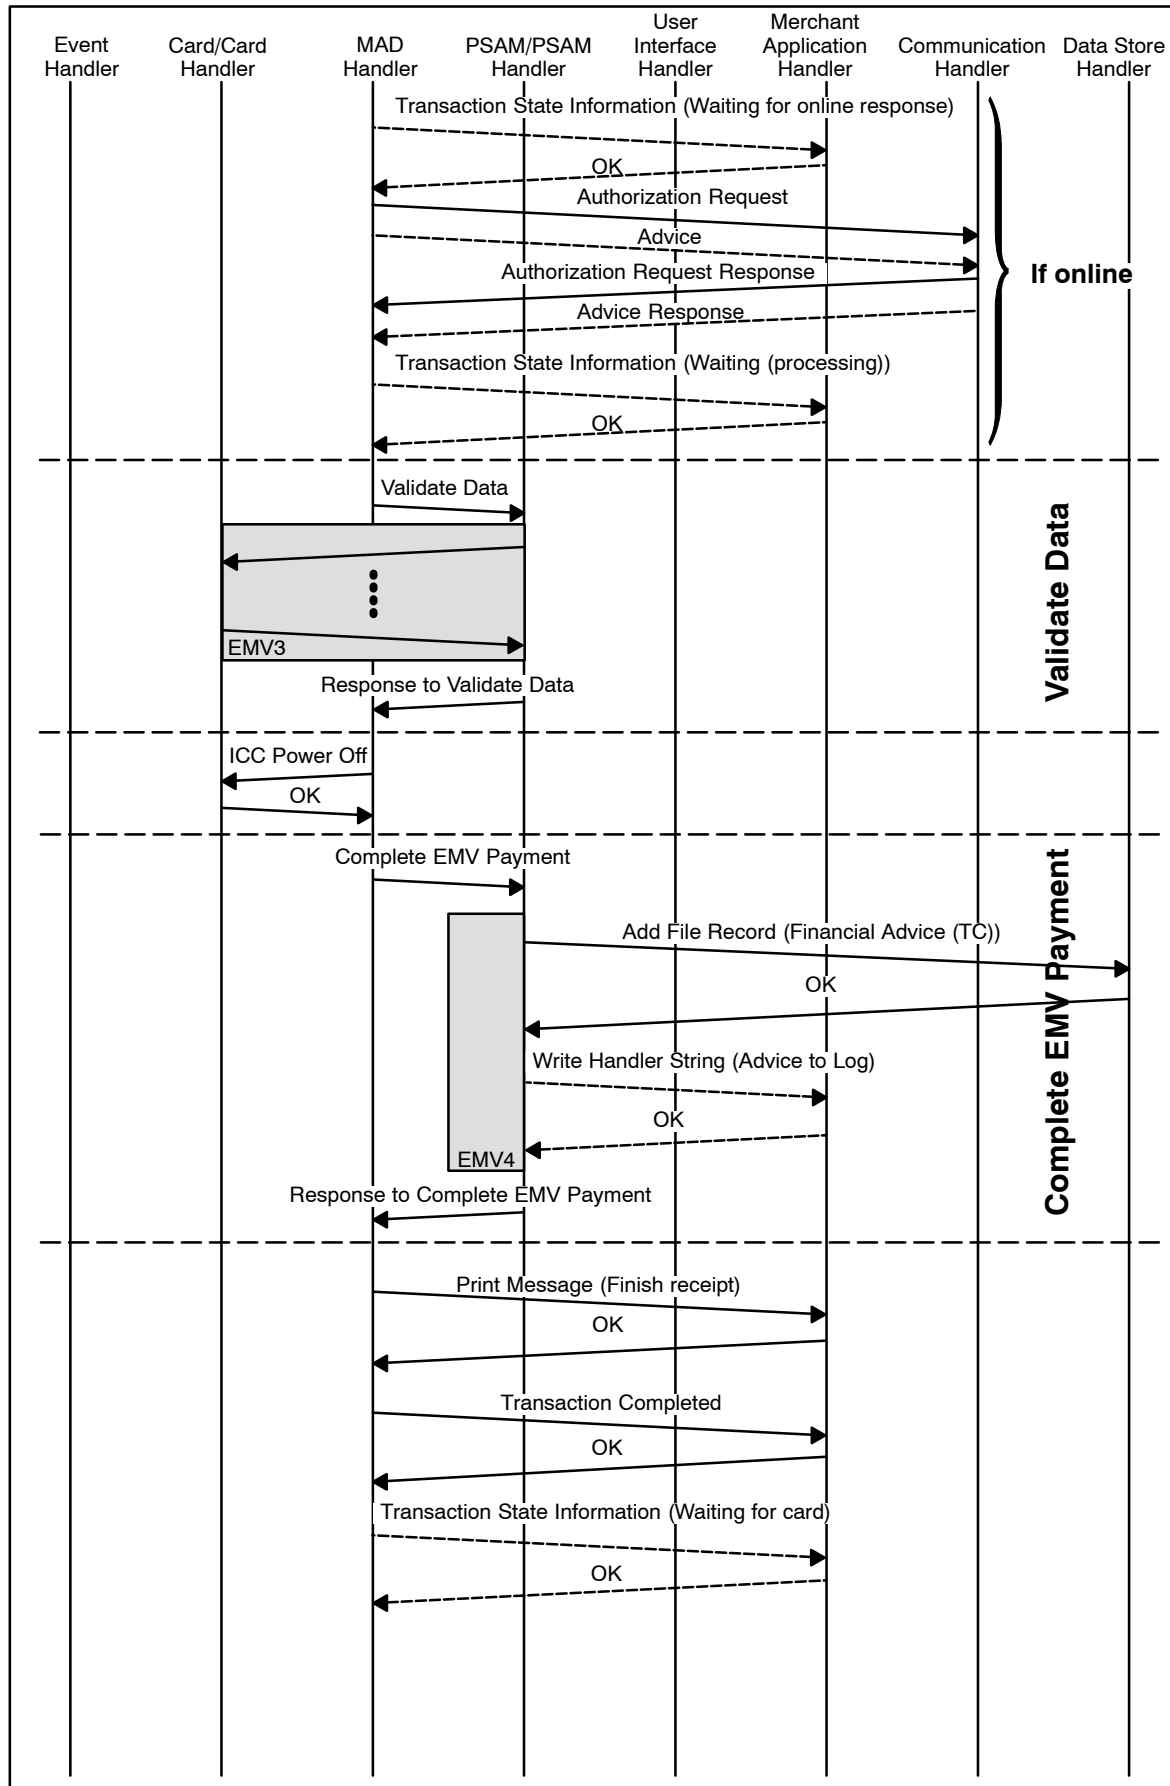 Event Handler
Card/Card Handler
MAD Handler
PSAM/PSAM Handler
User Interface Handler
Merchant Application Handler
Communication Handler
Data Store Handler
Transaction State Information (Waiting for online response)
OK
Authorization Request
Advice
Authorization Request Response
If online
Advice Response
Transaction State Information (Waiting (processing))
OK
Validate Data
Validate Data
EMV3
Response to Validate Data
ICC Power Off
OK
Complete EMV Payment
Complete EMV Payment
Add File Record (Financial Advice (TC))
OK
Write Handler String (Advice to Log)
OK
EMV4
Response to Complete EMV Payment
Print Message (Finish receipt)
OK
Transaction Completed
OK
Transaction State Information (Waiting for card)
OK